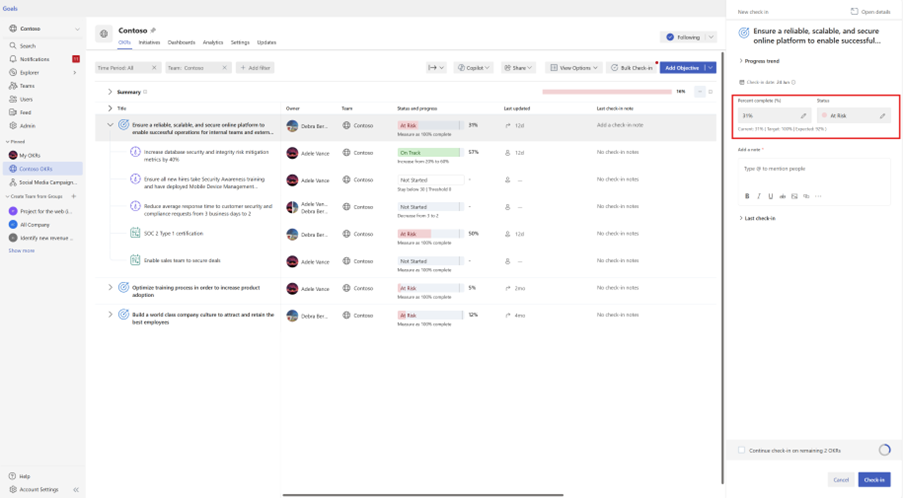 Goals
Contoso
Search
Notifications
Explorer
Teams
Users
Feed
Admin
Pinned
My OKRs
Contoso OKRs
Social Media Campaign...
Create Team from Groups
Project for the web (i...
All Company
Identify new revenue ...
Show more
Help
Account Settings
Contoso
OKRs Initiatives Dashboards Analytics Settings Updates
Following
Time Period: All Team: Contoso Add filter
Copilot Share View Options Bulk Check-in Add Objective
Summary 16%
Title Owner Team Status and progress Last updated Last check-in note
Ensure a reliable, scalable, and secure online platform to
enable successful operations for internal teams and extern...
Debra Ber... Contoso At Risk 31% 12d Add a check-in note
Measure as 100% complete
Increase database security and integrity risk mitigation
metrics by 40%
Adele Vance Contoso On Track 57% 12d No check-in notes
Increase from 20% to 60%
Ensure all new hires take Security Awareness training
and have deployed Mobile Device Management...
Adele Vance Contoso Not Started - No check-in notes
Stay below 30 | Threshold 0
Reduce average response time to customer security and
compliance requests from 3 business days to 2
Adele Ven...
Debra Ber...
Contoso Not Started - No check-in notes
Decrease from 3 to 2
SOC 2 Type 1 certification
Debra Ber... Contoso At Risk 50% 12d No check-in notes
Measure as 100% complete
Enable sales team to secure deals
Adele Vance Contoso Not Started - No check-in notes
Measure as 100% complete
Optimize training process in order to increase product
adoption
Adele Vance Contoso At Risk 5% 2mo No check-in notes
Measure as 100% complete
Build a world class company culture to attract and retain the
best employees
Debra Ber... Contoso At Risk 12% 4mo No check-in notes
Measure as 100% complete
New check in Open details
Ensure a reliable, scalable, and secure
online platform to enable successful...
Progress trend
Check-in date: 24 Jun
Percent complete (%) Status
31% At Risk
Current: 31% | Target: 100% | Expected: 92%
Add a note *
Type @ to mention people
B I U ab
Last check-in
Continue check-in on remaining 2 OKRs
Cancel Check-in